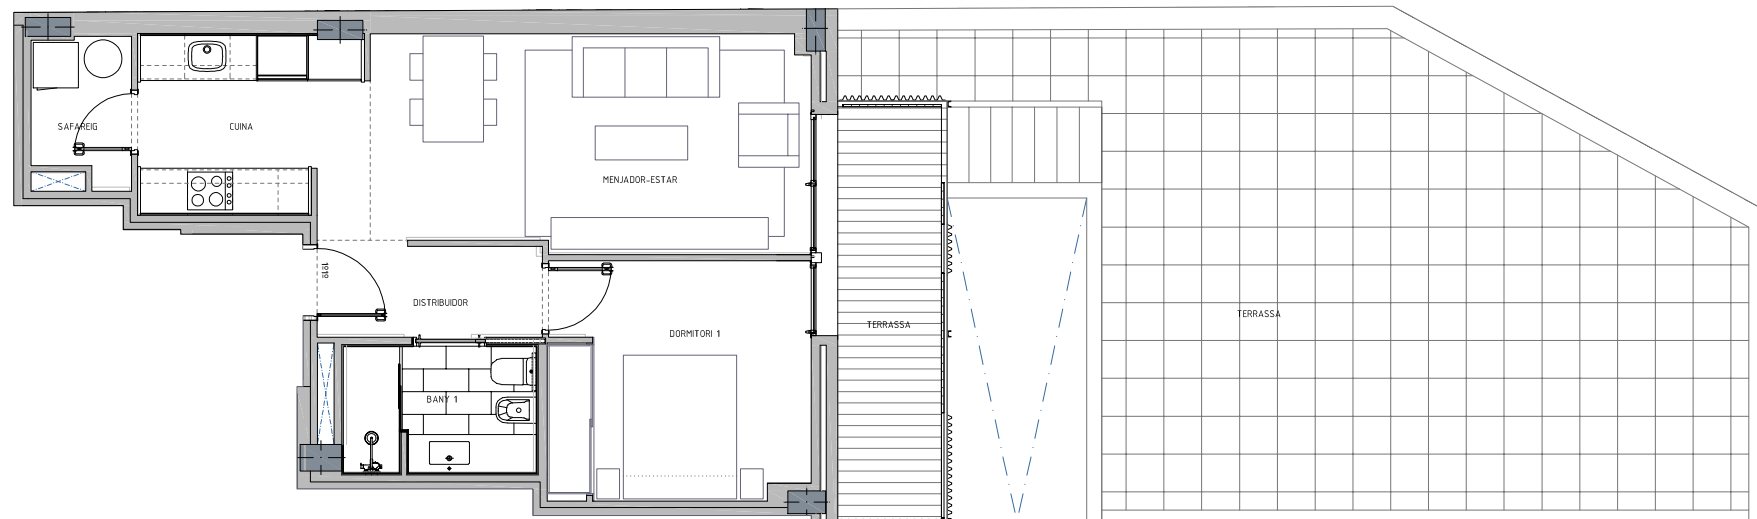 SAFAREIG
CUINA
MENJADOR-ESTAR
DISTRIBUIDOR
DORMITORI 1
BANY 1
TERRASSA
TERRASSA